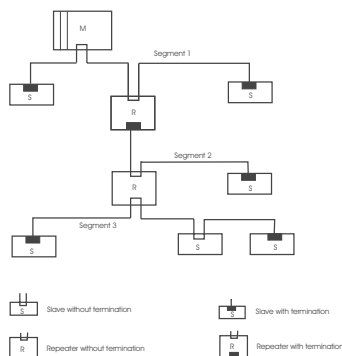 M
Segment 1
S
S
R
Segment 2
R
S
Segment 3
S
S
S
S
Slave without termination
S
Slave with termination
R
Repeater without termination
R
Repeater with termination